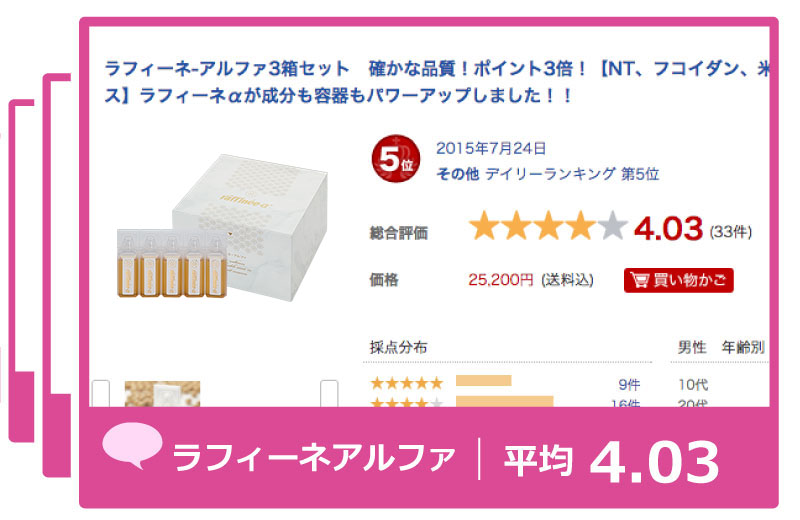 ラフィーネ-アルファ3箱セット　確かな品質！ポイント3倍！【NT、フコイダン、米
ス】ラフィーネαが成分も容器もパワーアップしました！！
5位
2015年7月24日
その他 デイリーランキング 第5位
総合評価 ★★★★★ 4.03 (33件)
価格 25,200円 (送料込) 買い物かご
raffinee α
採点分布
男性 年齢別
★★★★★ 9件 10代
★★★★★ 16件 20代
ラフィーネアルファ | 平均 4.03